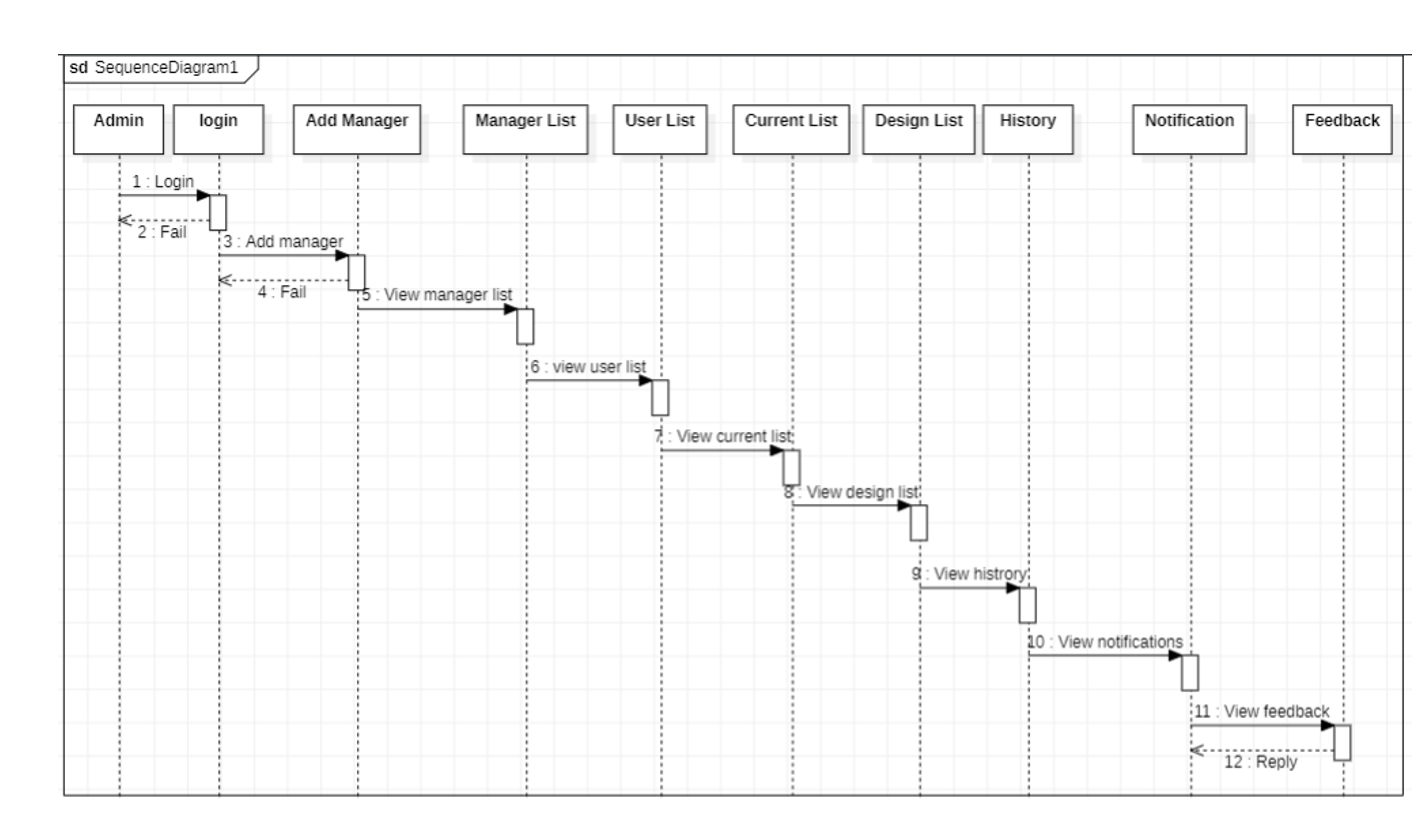 sd SequenceDiagram1
Admin
login
Add Manager
Manager List
User List
Current List
Design List
History
Notification
Feedback
1 : Login
2 : Fail
3 : Add manager
4 : Fail
5 : View manager list
6 : view user list
7 : View current list
8 : View design list
9 : View histrory
10 : View notifications
11 : View feedback
12 : Reply